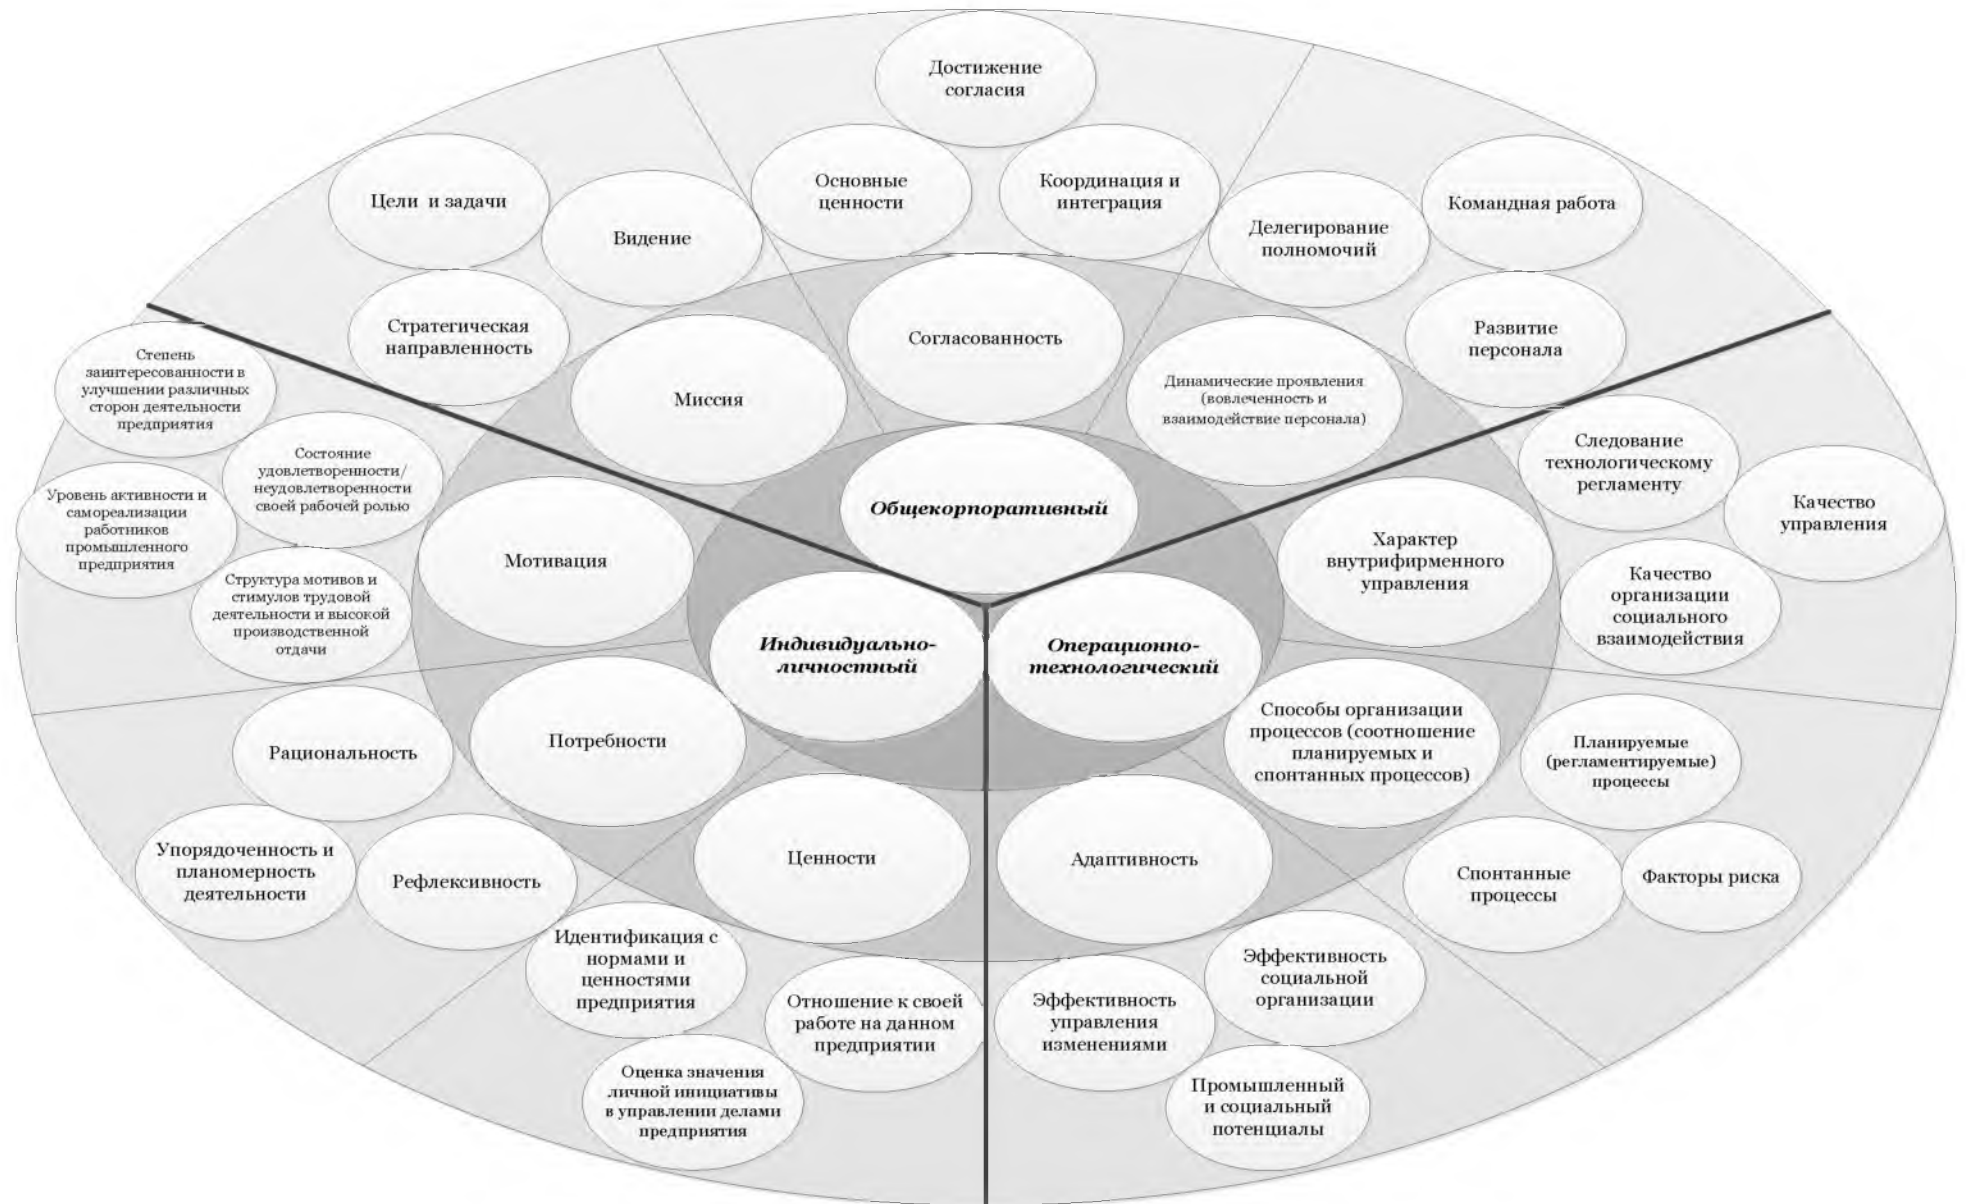 Достижение
согласия
Цели и задачи
Видение
Стратегическая
направленность
Основные
ценности
Координация и
интеграция
Делегирование
полномочий
Командная работа
Развитие
персонала
Миссия
Согласованность
Динамические проявления
(вовлеченность и
взаимодействие персонала)
Общекорпоративный
Степень
заинтересованности в
улучшении различных
сторон деятельности
предприятия
Состояние
удовлетворенности/
неудовлетворенности
своей рабочей ролью
Уровень активности и
самореализации
работников
промышленного
предприятия
Структура мотивов и
стимулов трудовой
деятельности и высокой
производственной
отдачи
Мотивация
Индивидуально-
личностный
Операционно-
технологический
Характер
внутрифирменного
управления
Следование
технологическому
регламенту
Качество
управления
Качество
организации
социального
взаимодействия
Рациональность
Потребности
Упорядоченность и
планомерность
деятельности
Рефлексивность
Ценности
Адаптивность
Способы организации
процессов (соотношение
планируемых и
спонтанных процессов)
Планируемые
(регламентируемые)
процессы
Спонтанные
процессы
Факторы риска
Идентификация с
нормами и
ценностями
предприятия
Отношение к своей
работе на данном
предприятии
Оценка значения
личной инициативы
в управлении делами
предприятия
Эффективность
управления
изменениями
Эффективность
социальной
организации
Промышленный
и социальный
потенциалы